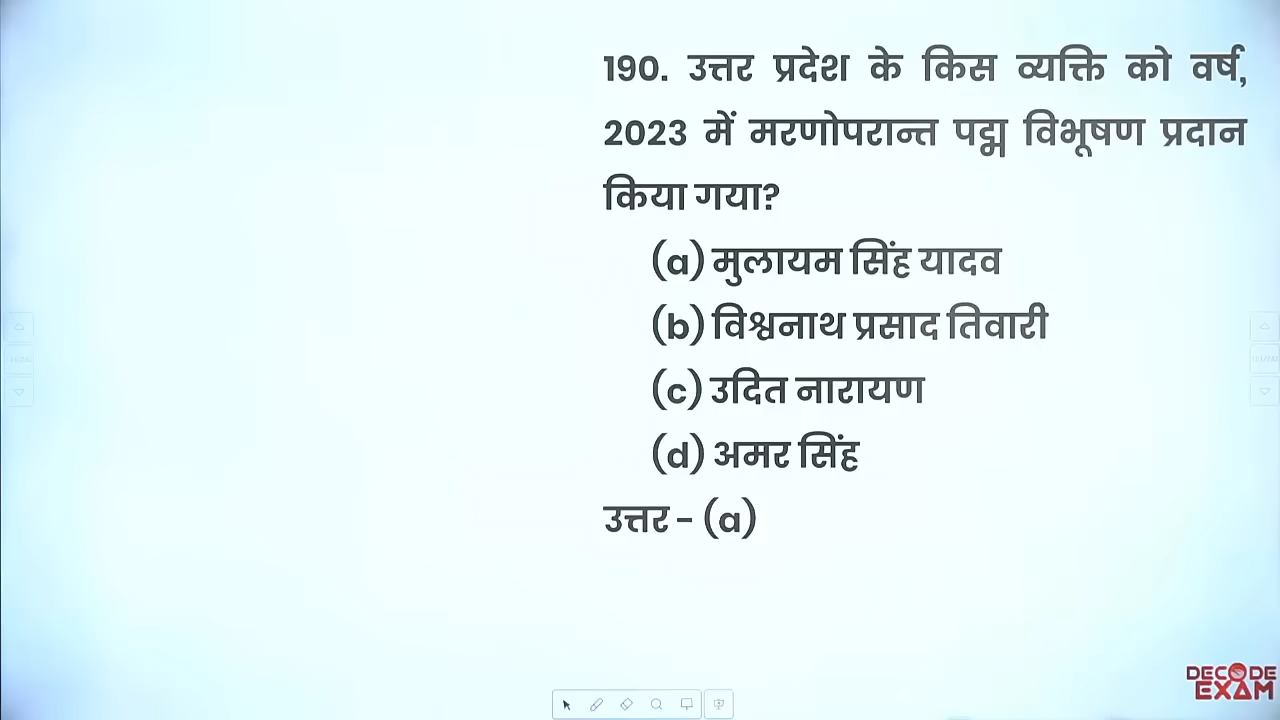 190. उत्तर प्रदेश के किस व्यक्ति को वर्ष,
2023 में मरणोपरान्त पद्म विभूषण प्रदान
किया गया?
(a) मुलायम सिंह यादव
(b) विश्वनाथ प्रसाद तिवारी
(c) उदित नारायण
(d) अमर सिंह
उत्तर - (a)
DECODE
EXAM